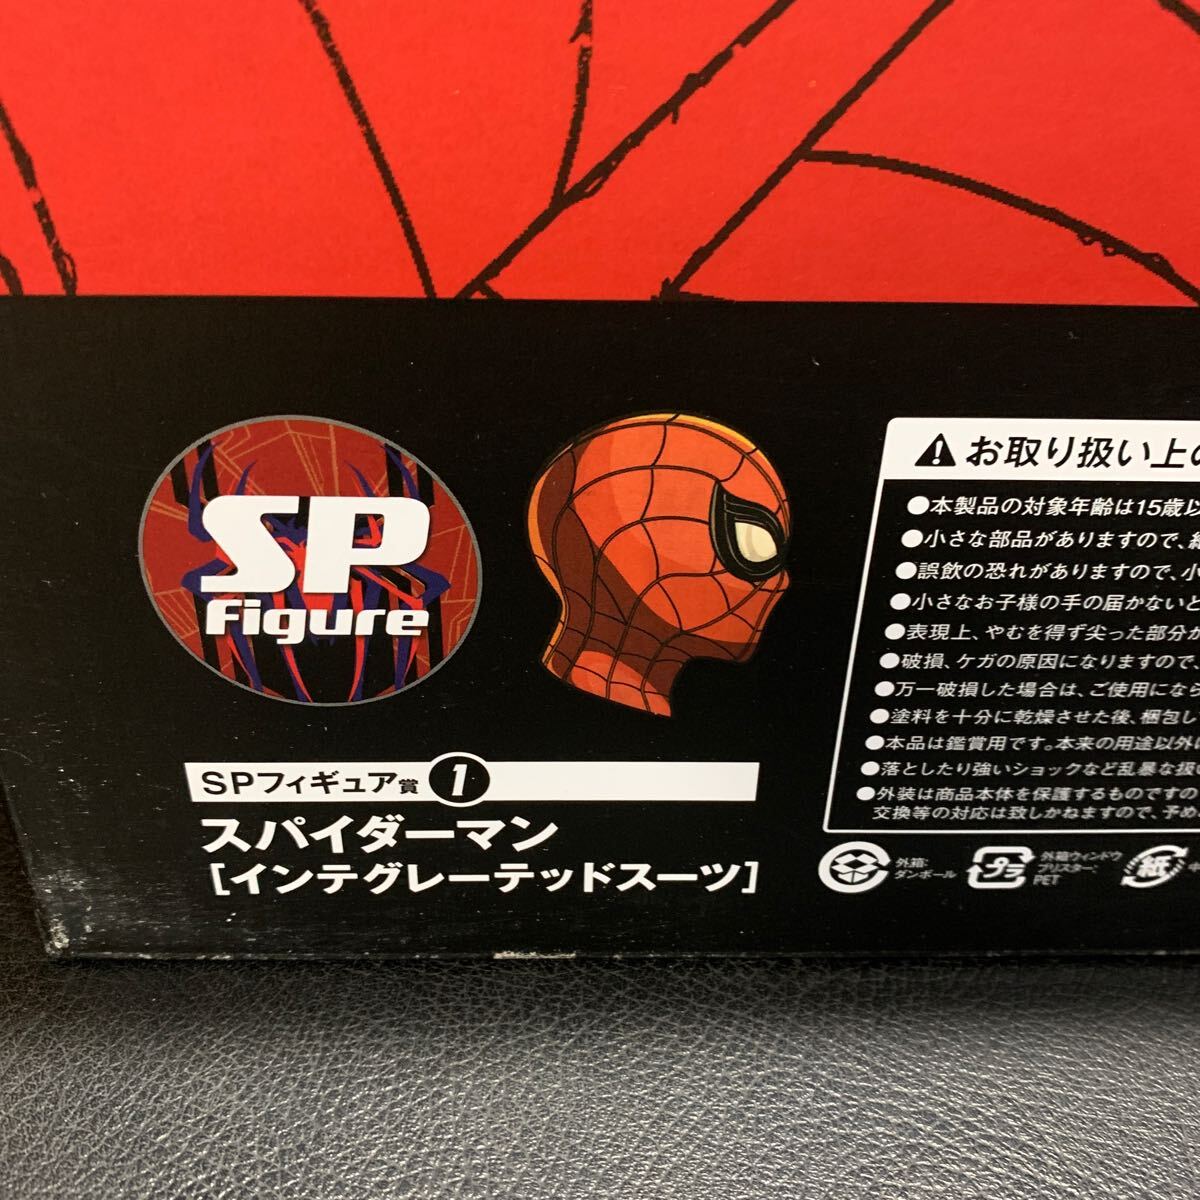 SP
Figure
SPフィギュア賞 1
スパイダーマン
[インテグレーテッドスーツ]
お取り扱い上の
●本製品の対象年齢は15歳以
●小さな部品がありますので、
●誤飲の恐れがありますので、小
●小さなお子様の手の届かないと
●表現上、やむを得ず尖った部分が
●破損、ケガの原因になりますので、
●万一破損した場合は、ご使用になら
●塗料を十分に乾燥させた後、梱包し
●本品は鑑賞用です。本来の用途以外に
●落としたり強いショックなど乱暴な扱い
●外装は商品本体を保護するものですの
交換等の対応は致しかねますので、予め
外箱:
ダンボール
プラ
外箱ウィンドウ
ブリスター:
PET
紙